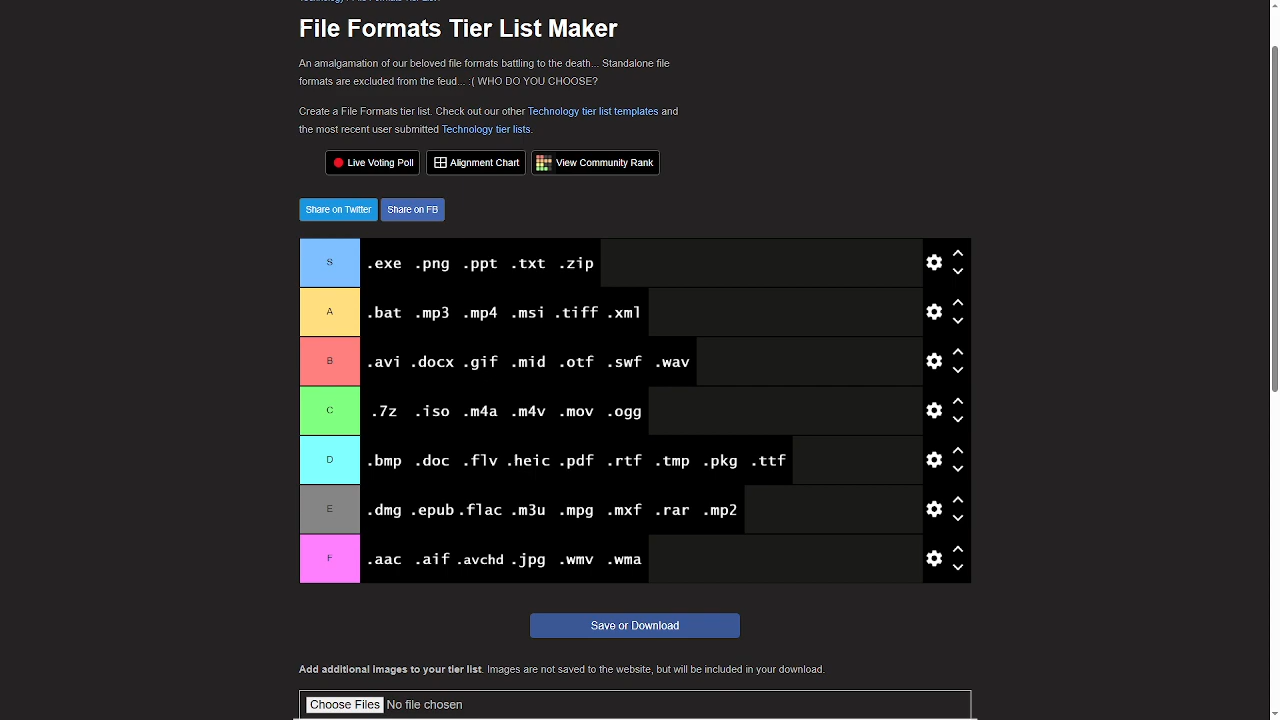 File Formats Tier List Maker
An amalgamation of our beloved file formats battling to the death... Standalone file
formats are excluded from the feud... :( WHO DO YOU CHOOSE?
Create a File Formats tier list. Check out our other Technology tier list templates and
the most recent user submitted Technology tier lists.
Live Voting Poll Alignment Chart View Community Rank
Share on Twitter Share on FB
S .exe .png .ppt .txt .zip
A .bat .mp3 .mp4 .msi .tiff .xml
B .avi .docx .gif .mid .otf .swf .wav
C .7z .iso .m4a .m4v .mov .ogg
D .bmp .doc .flv .heic .pdf .rtf .tmp .pkg .ttf
E .dmg .epub .flac .m3u .mpg .mxf .rar .mp2
F .aac .aif .avchd .jpg .wmv .wma
Save or Download
Add additional images to your tier list. Images are not saved to the website, but will be included in your download.
Choose Files No file chosen